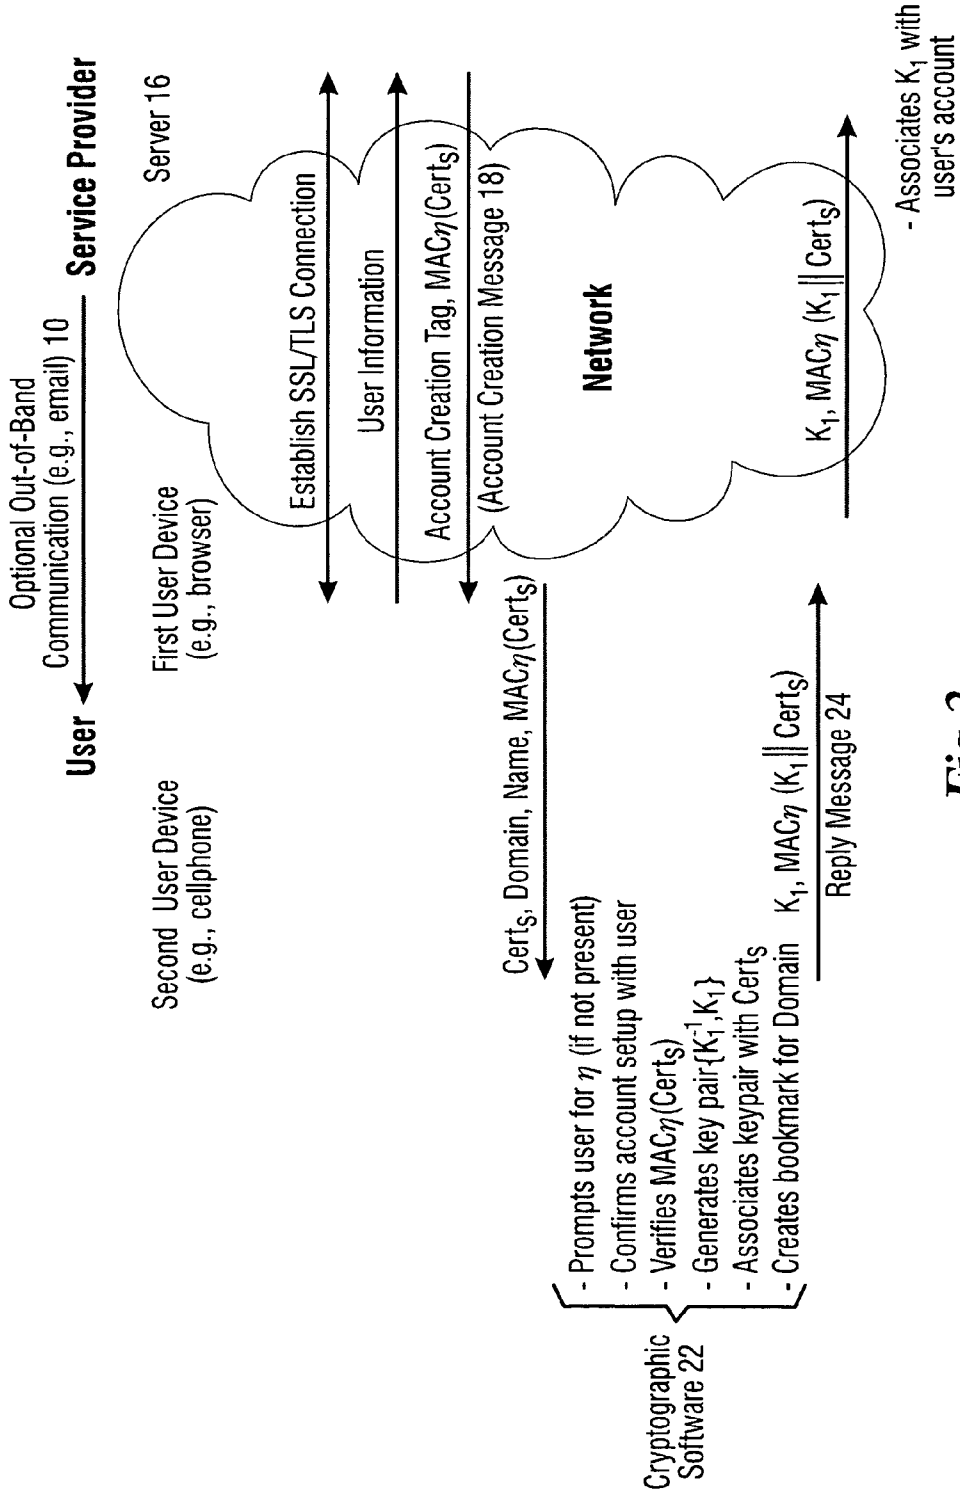 Optional Out-of-Band
Communication (e.g., email) 10
User
Service Provider
Second User Device
(e.g., cellphone)
First User Device
(e.g., browser)
Server 16
Establish SSL/TLS Connection
User Information
Account Creation Tag, MACη(Certₛ)
(Account Creation Message 18)
Certₛ, Domain, Name, MACη(Certₛ)
Network
Cryptographic
Software 22
- Prompts user for η (if not present)
- Confirms account setup with user
- Verifies MACη(Certₛ)
- Generates key pair{K₁⁻¹,K₁}
- Associates keypair with Certₛ
- Creates bookmark for Domain
K₁, MACη (K₁|| Certₛ)
Reply Message 24
K₁, MACη (K₁|| Certₛ)
- Associates K₁ with
user's account